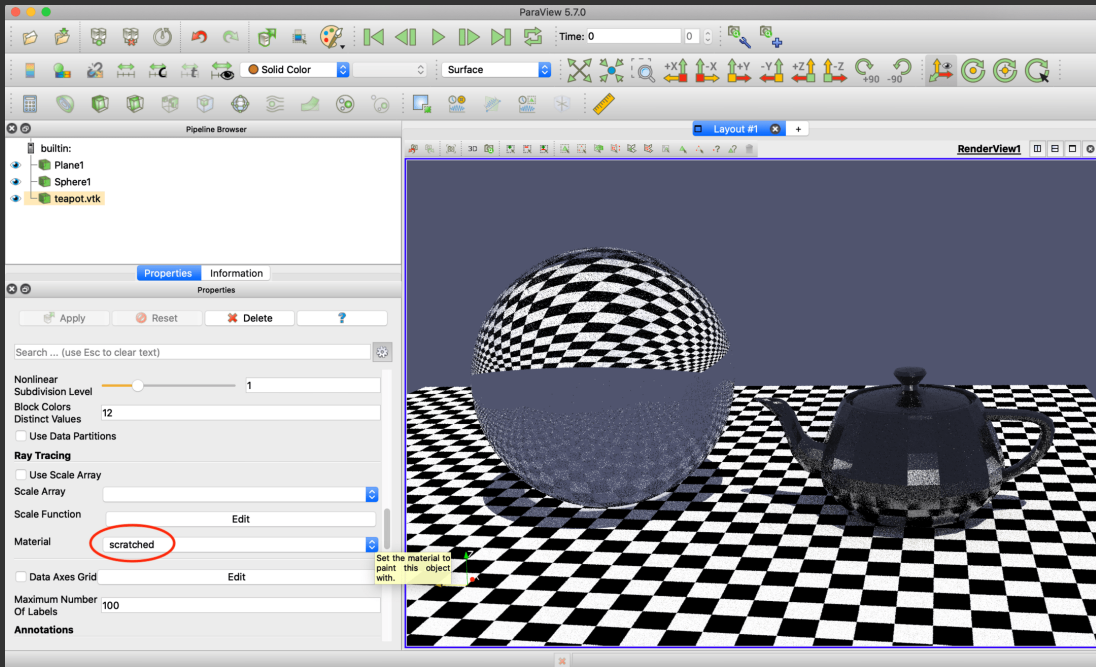 ParaView 5.7.0
Time: 0
0
Solid Color
Surface
+X
-X
+Y
-Y
+Z
-Z
+90
-90
Pipeline Browser
Layout #1
+
builtin:
3D
RenderView1
Plane1
Sphere1
teapot.vtk
Properties
Information
Properties
Apply
Reset
Delete
?
Search ... (use Esc to clear text)
Nonlinear
Subdivision Level
1
Block Colors
Distinct Values
12
Use Data Partitions
Ray Tracing
Use Scale Array
Scale Array
Scale Function
Edit
Material
scratched
Set the material to
paint this object
with.
Data Axes Grid
Edit
Maximum Number
Of Labels
100
Annotations